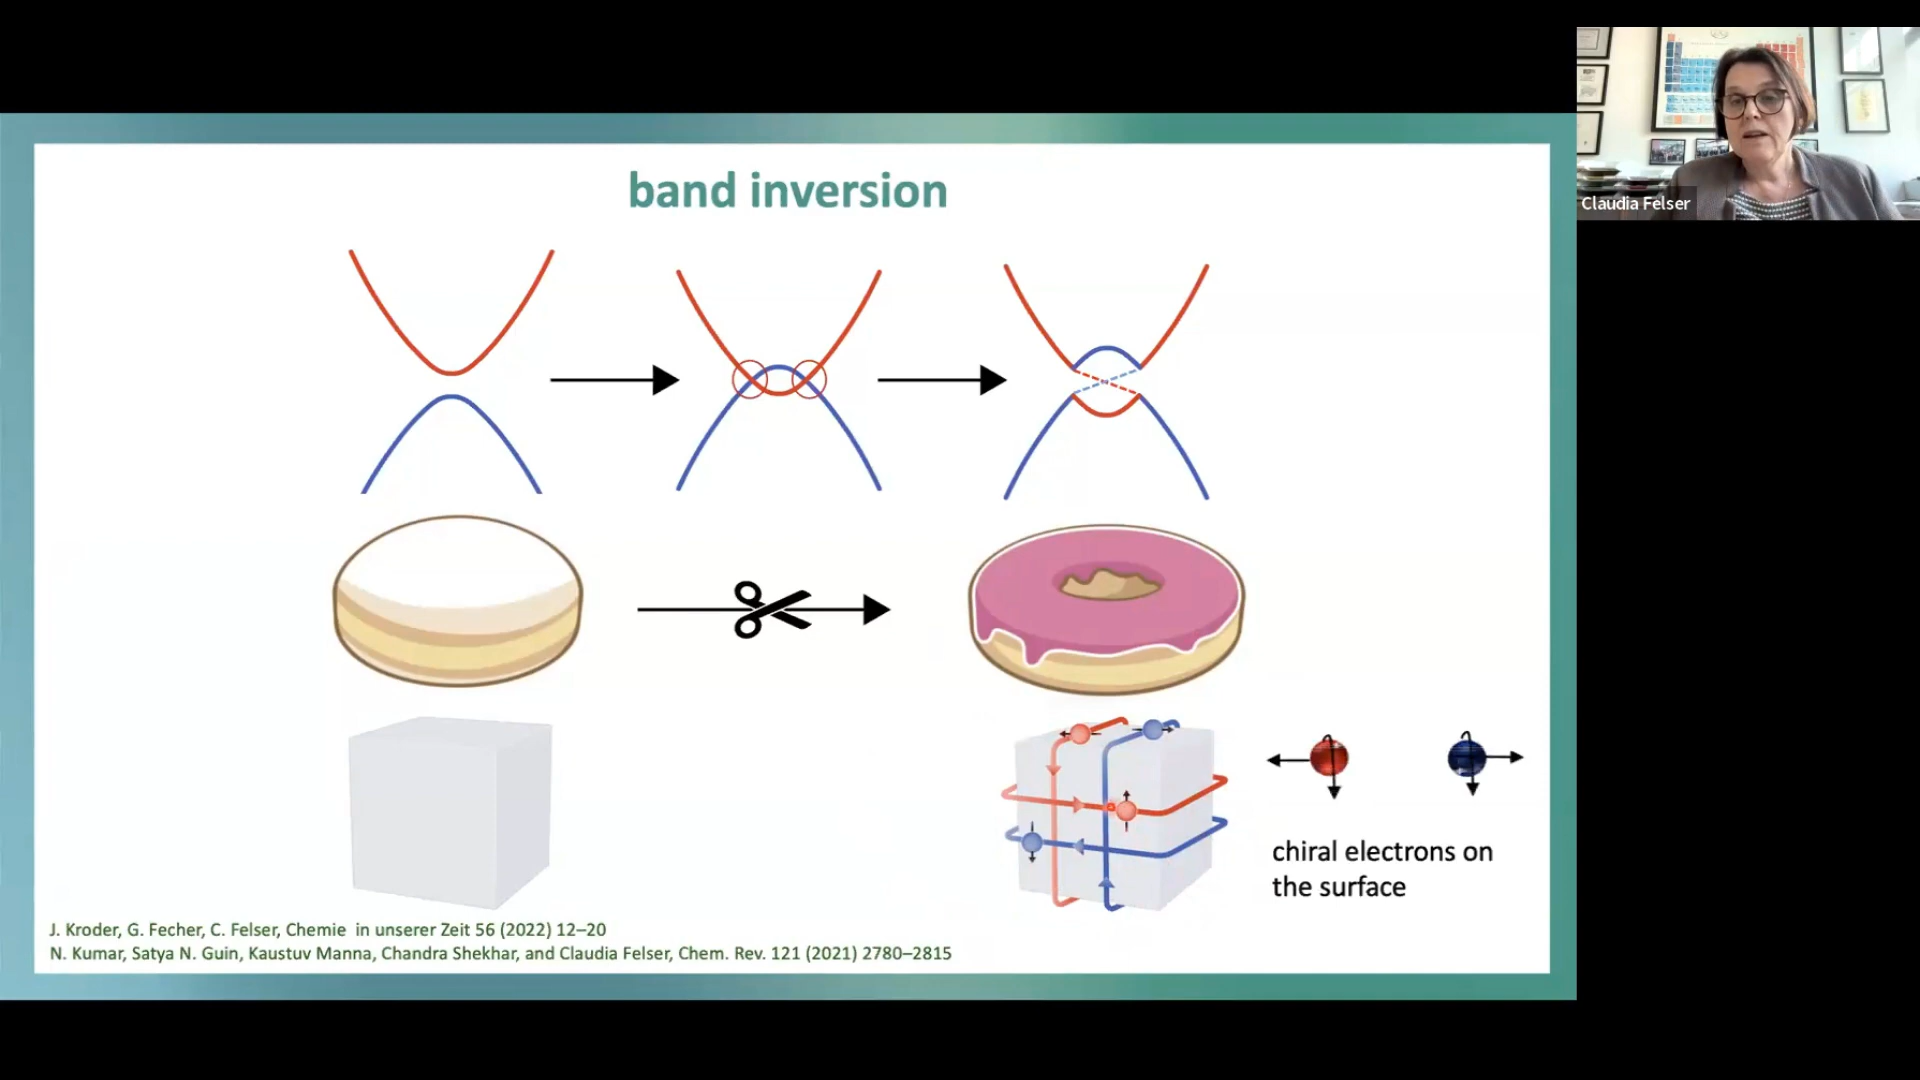 band inversion
Claudia Felser
chiral electrons on
the surface
J. Kroder, G. Fecher, C. Felser, Chemie in unserer Zeit 56 (2022) 12–20
N. Kumar, Satya N. Guin, Kaustuv Manna, Chandra Shekhar, and Claudia Felser, Chem. Rev. 121 (2021) 2780–2815